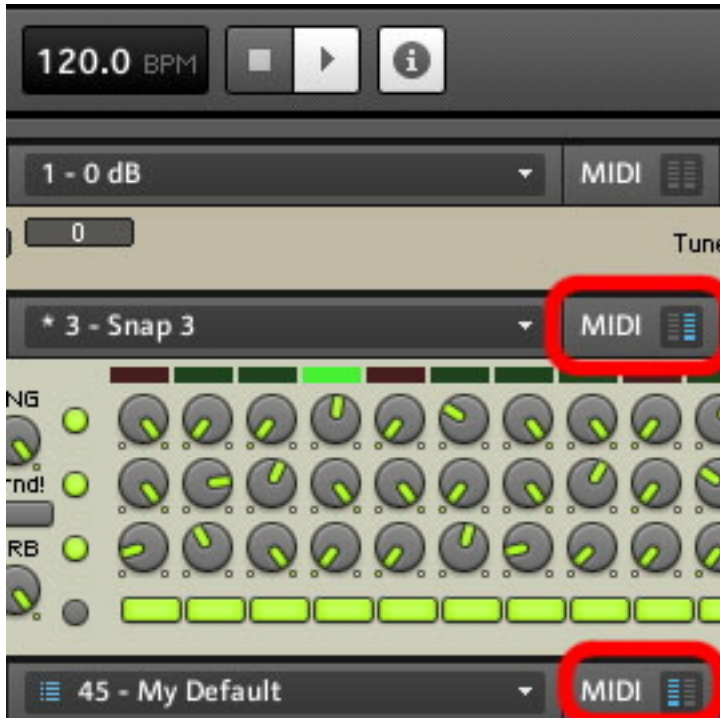 120.0 BPM
1 - 0 dB MIDI
0
Tune
* 3 - Snap 3 MIDI
NG
rnd!
RB
45 - My Default MIDI